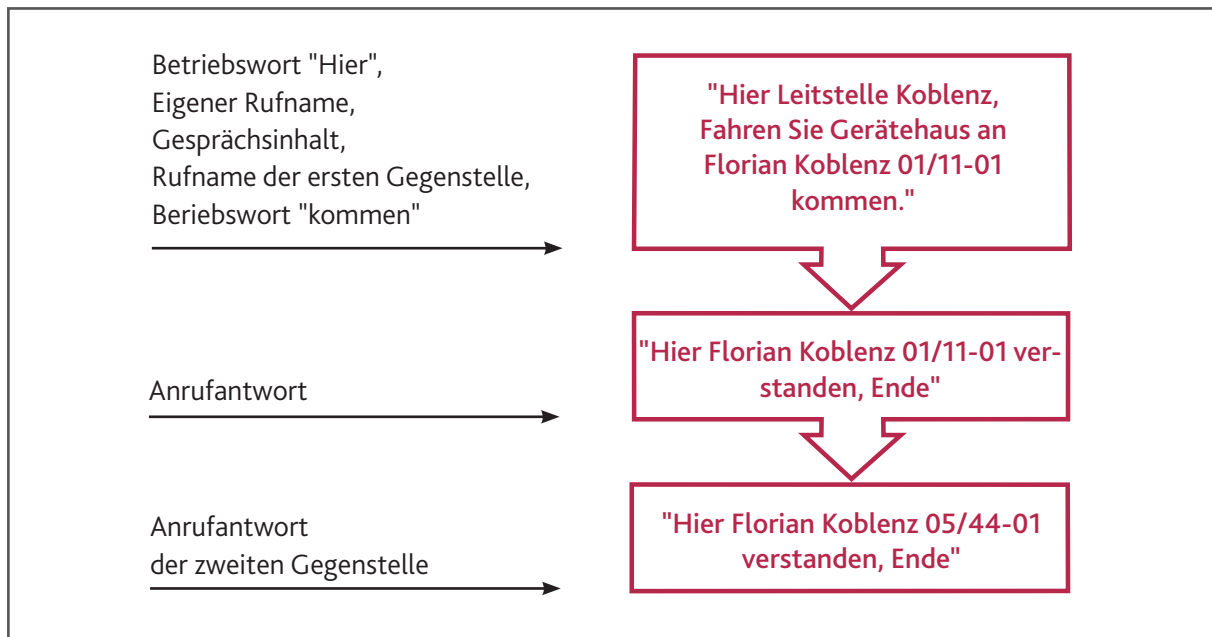 Betriebswort "Hier",
Eigener Rufname,
Gesprächsinhalt,
Rufname der ersten Gegenstelle,
Beriebswort "kommen"
"Hier Leitstelle Koblenz,
Fahren Sie Gerätehaus an
Florian Koblenz 01/11-01
kommen."
Anrufantwort
"Hier Florian Koblenz 01/11-01 ver-
standen, Ende"
Anrufantwort
der zweiten Gegenstelle
"Hier Florian Koblenz 05/44-01
verstanden, Ende"